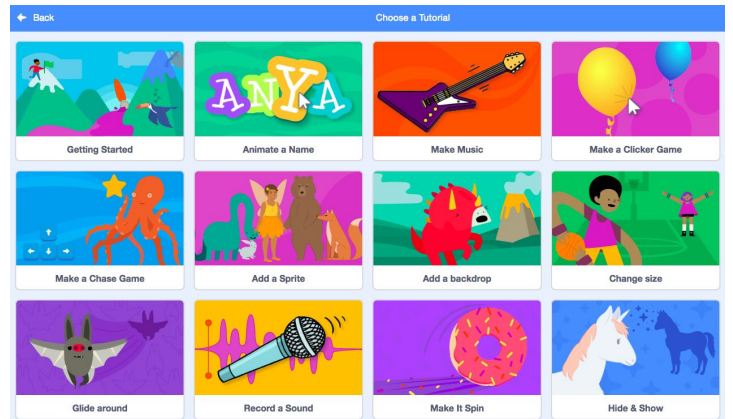 Back
Choose a Tutorial
ANYA
Getting Started
Animate a Name
Make Music
Make a Clicker Game
Make a Chase Game
Add a Sprite
Add a backdrop
Change size
Glide around
Record a Sound
Make It Spin
Hide & Show